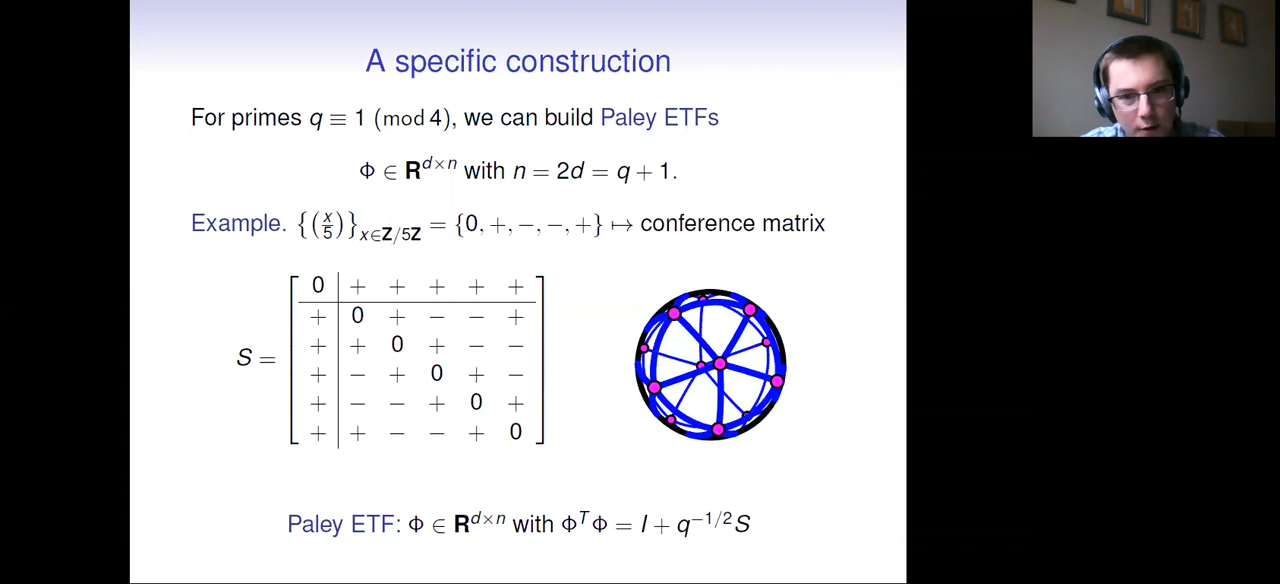 A specific construction
For primes q ≡ 1 (mod 4), we can build Paley ETFs
Φ ∈ R^{d×n} with n = 2d = q + 1.
Example. {(x/5)}_{x∈Z/5Z} = {0, +, −, −, +} ↦ conference matrix
0 + + + + +
+ 0 + − − +
+ + 0 + − −
S = + − + 0 + −
+ − − + 0 +
+ + − − + 0
Paley ETF: Φ ∈ R^{d×n} with Φ^T Φ = I + q^{−1/2} S